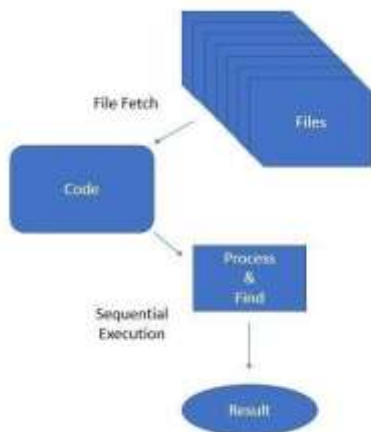 Files
File Fetch
Code
Process
&
Find
Sequential
Execution
Result